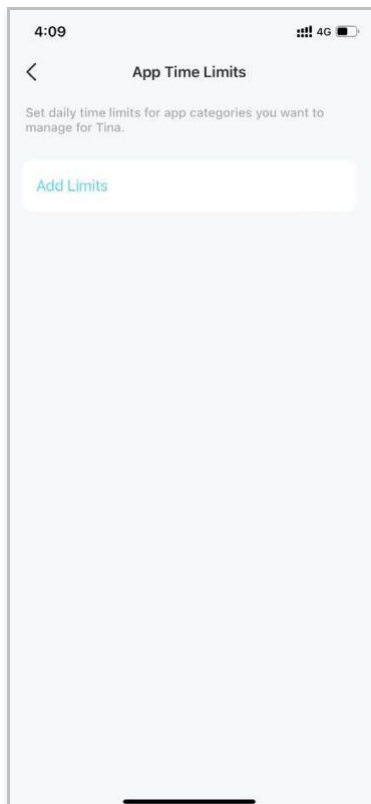 4:09
4G
App Time Limits
Set daily time limits for app categories you want to
manage for Tina.
Add Limits